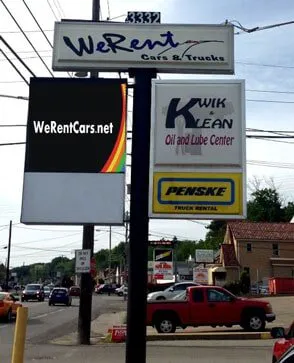 3332
WeRent
Cars & Trucks
WeRentCars.net
KWIK
KLEAN
Oil and Lube Center
PENSKE
TRUCK RENTAL